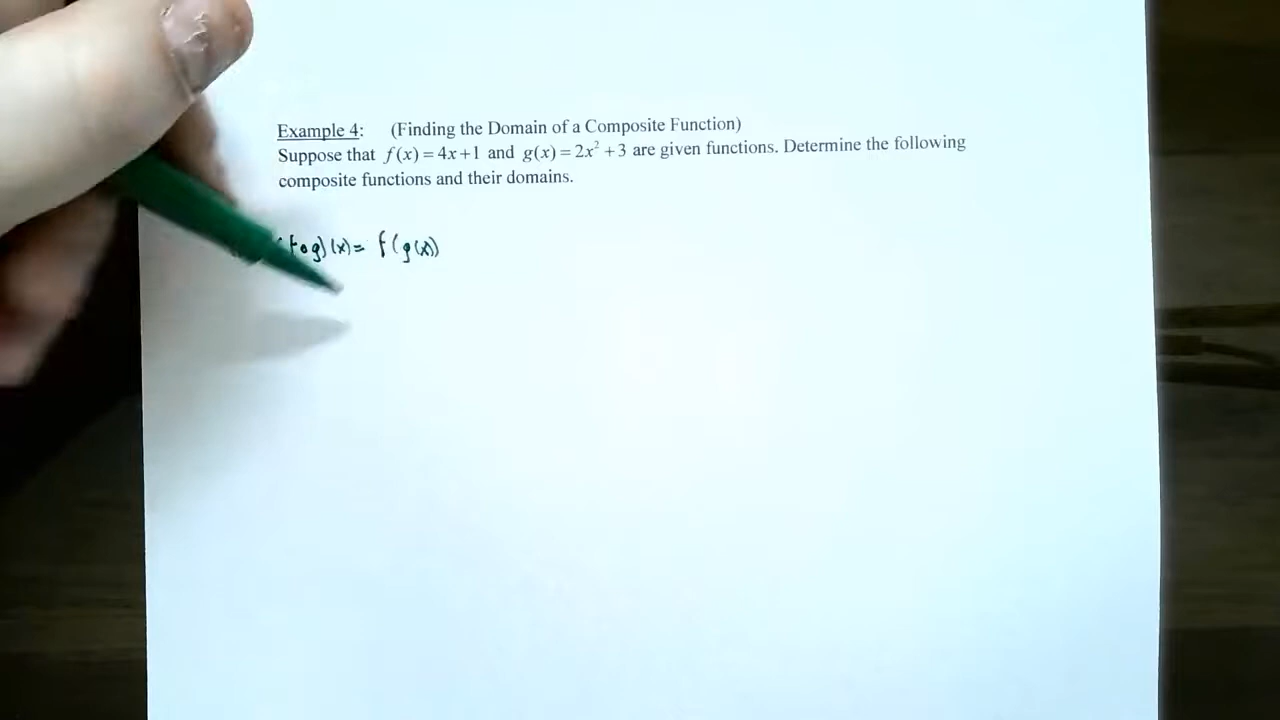 Example 4: (Finding the Domain of a Composite Function)
Suppose that f(x) = 4x+1 and g(x) = 2x² + 3 are given functions. Determine the following
composite functions and their domains.
(fog)(x) = f(g(x))